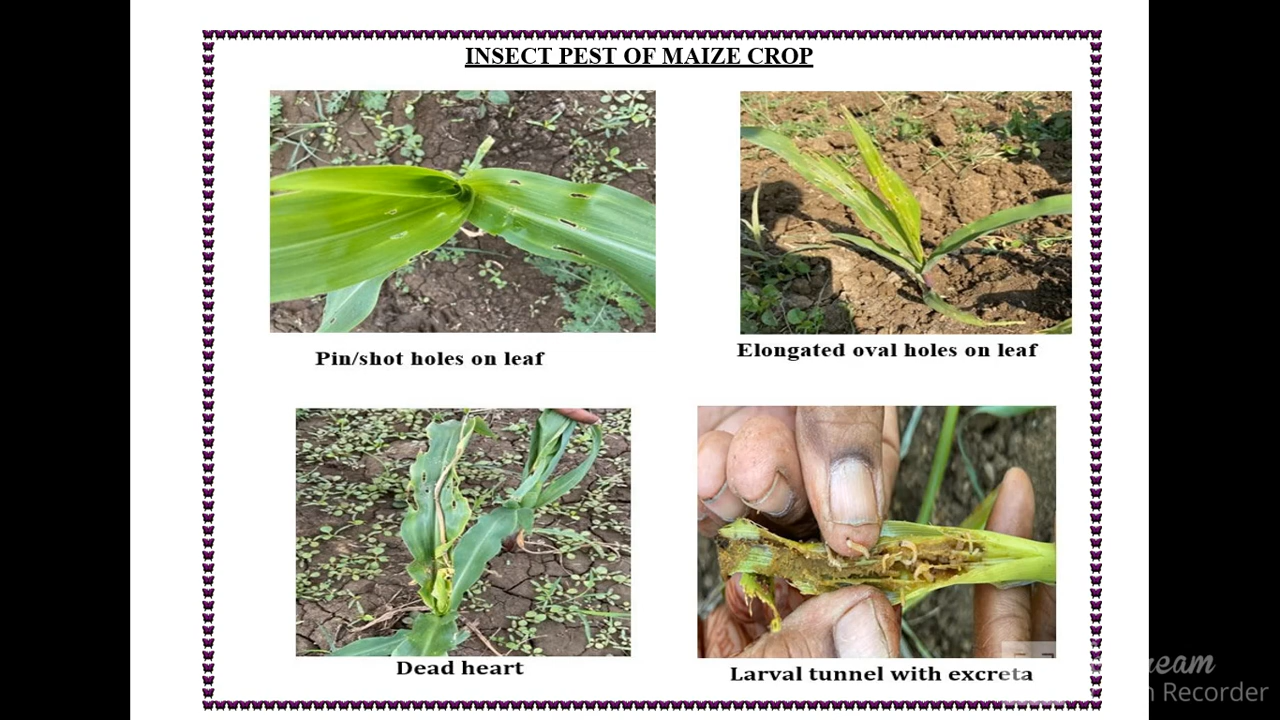 INSECT PEST OF MAIZE CROP
Pin/shot holes on leaf
Elongated oval holes on leaf
Dead heart
Larval tunnel with excreta
Recorder